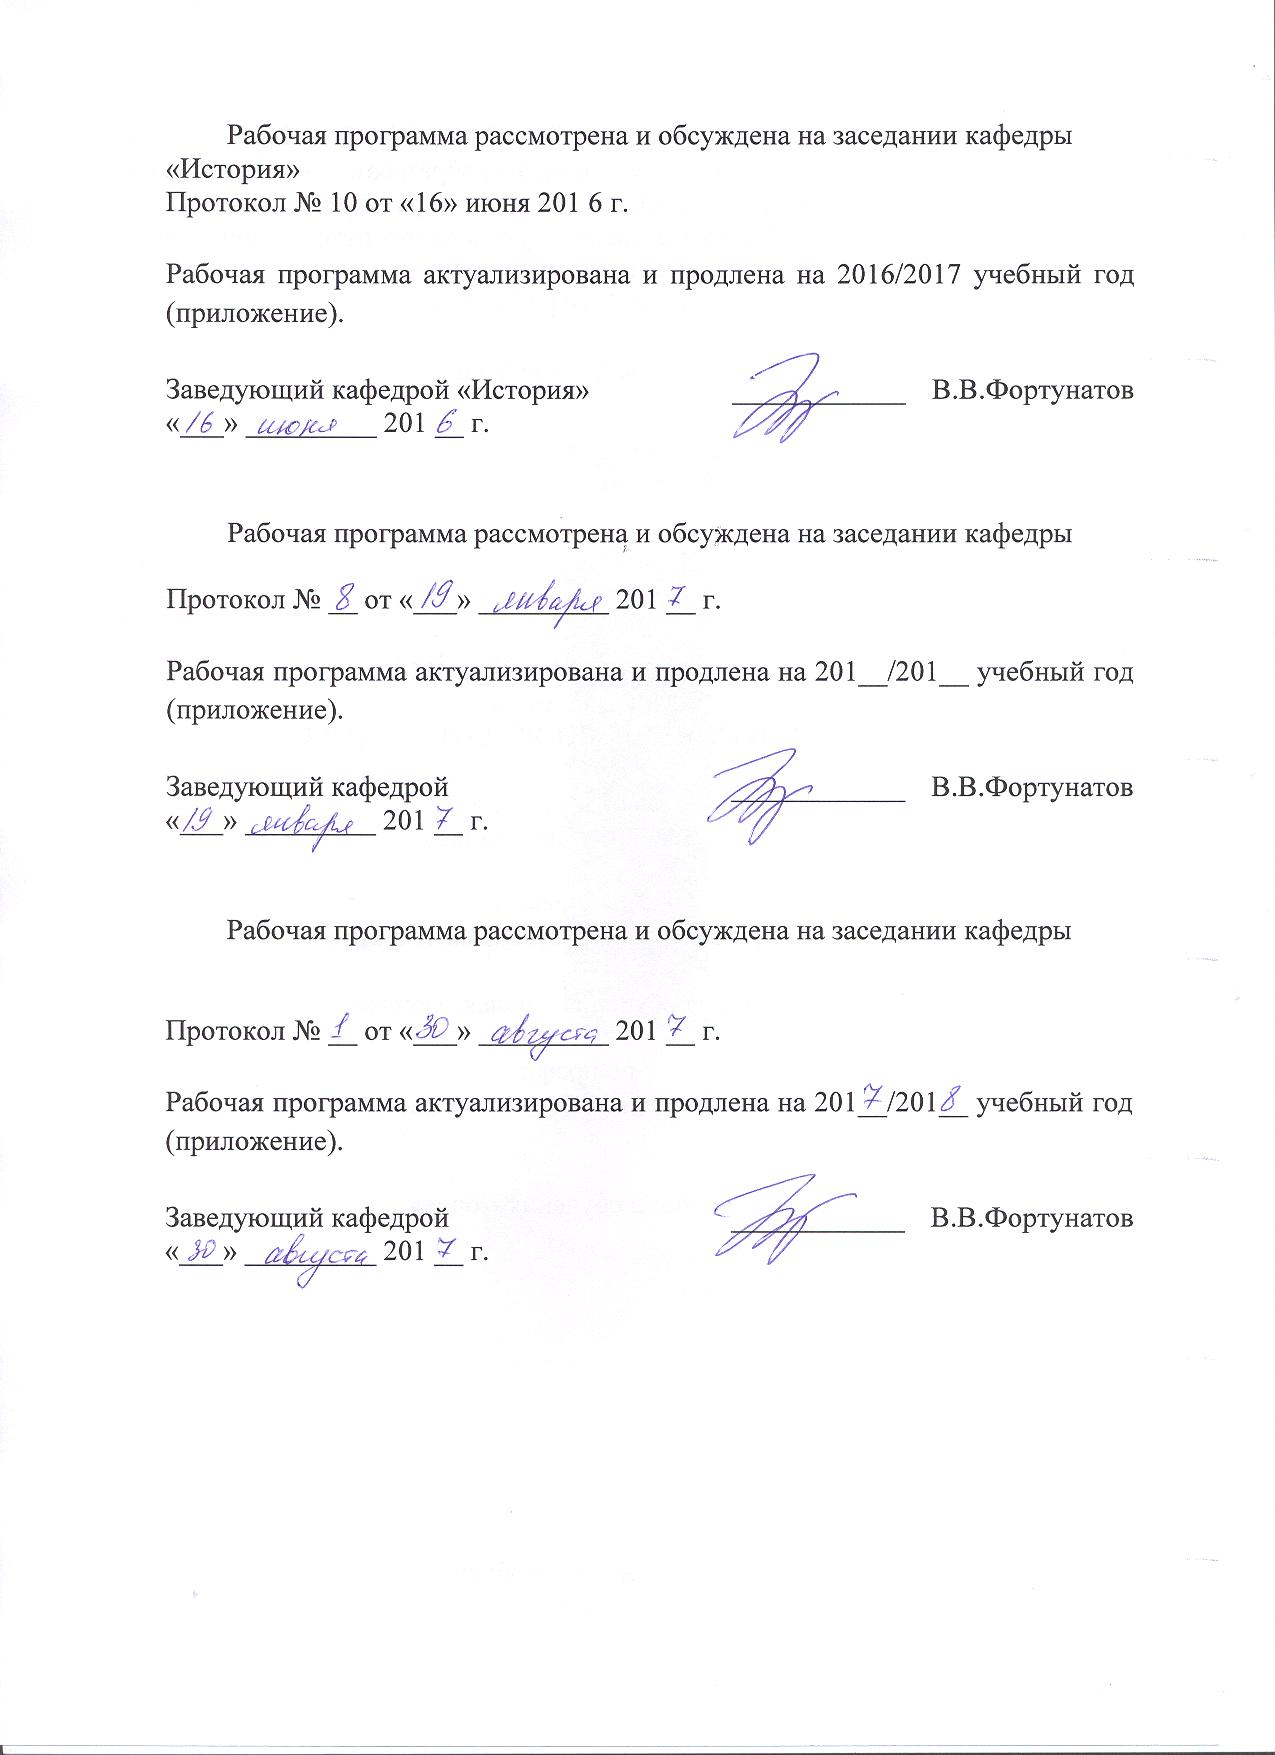 Рабочая программа рассмотрена и обсуждена на заседании кафедры
«История»
Протокол № 10 от «16» июня 201 6 г.
Рабочая программа актуализирована и продлена на 2016/2017 учебный год
(приложение).
Заведующий кафедрой «История» ____________ В.В.Фортунатов
«16» июня 201 6 г.
Рабочая программа рассмотрена и обсуждена на заседании кафедры
Протокол № 8 от «19» января 201 7 г.
Рабочая программа актуализирована и продлена на 201__/201__ учебный год
(приложение).
Заведующий кафедрой ____________ В.В.Фортунатов
«19» января 201 7 г.
Рабочая программа рассмотрена и обсуждена на заседании кафедры
Протокол № 1 от «30» августа 201 7 г.
Рабочая программа актуализирована и продлена на 2017/2018 учебный год
(приложение).
Заведующий кафедрой ____________ В.В.Фортунатов
«30» августа 201 7 г.